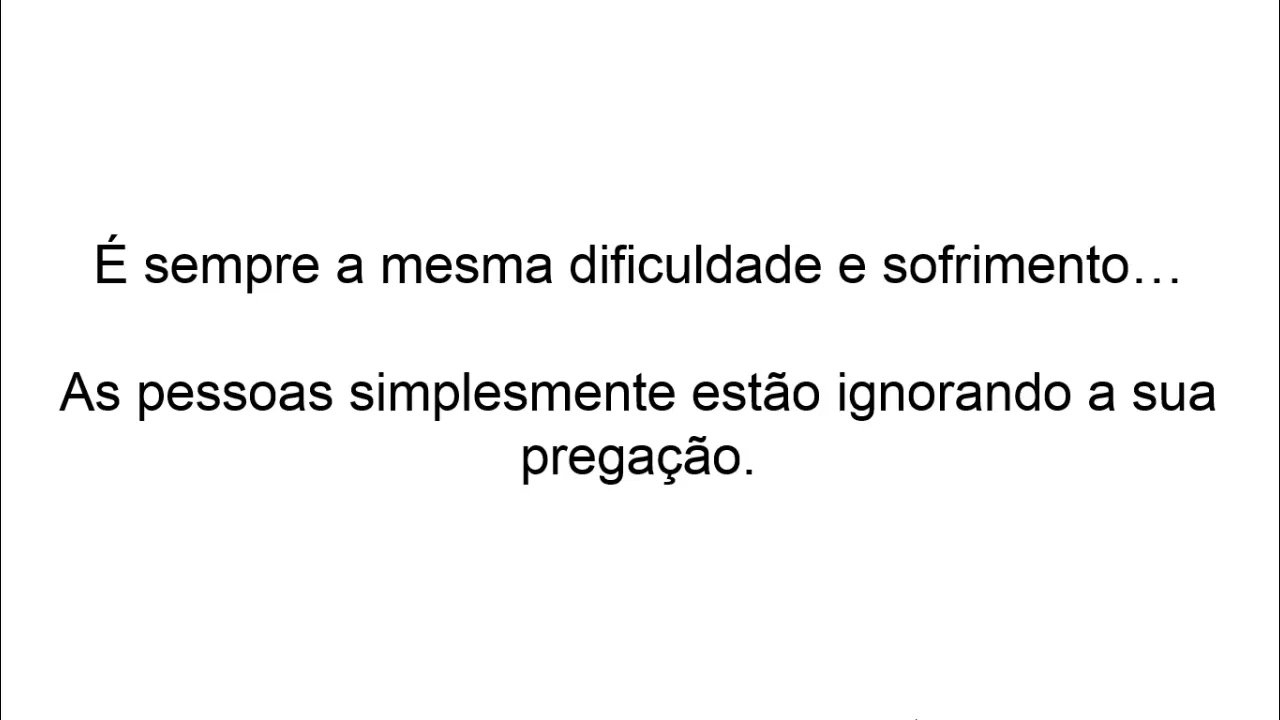 É sempre a mesma dificuldade e sofrimento…
As pessoas simplesmente estão ignorando a sua
pregação.